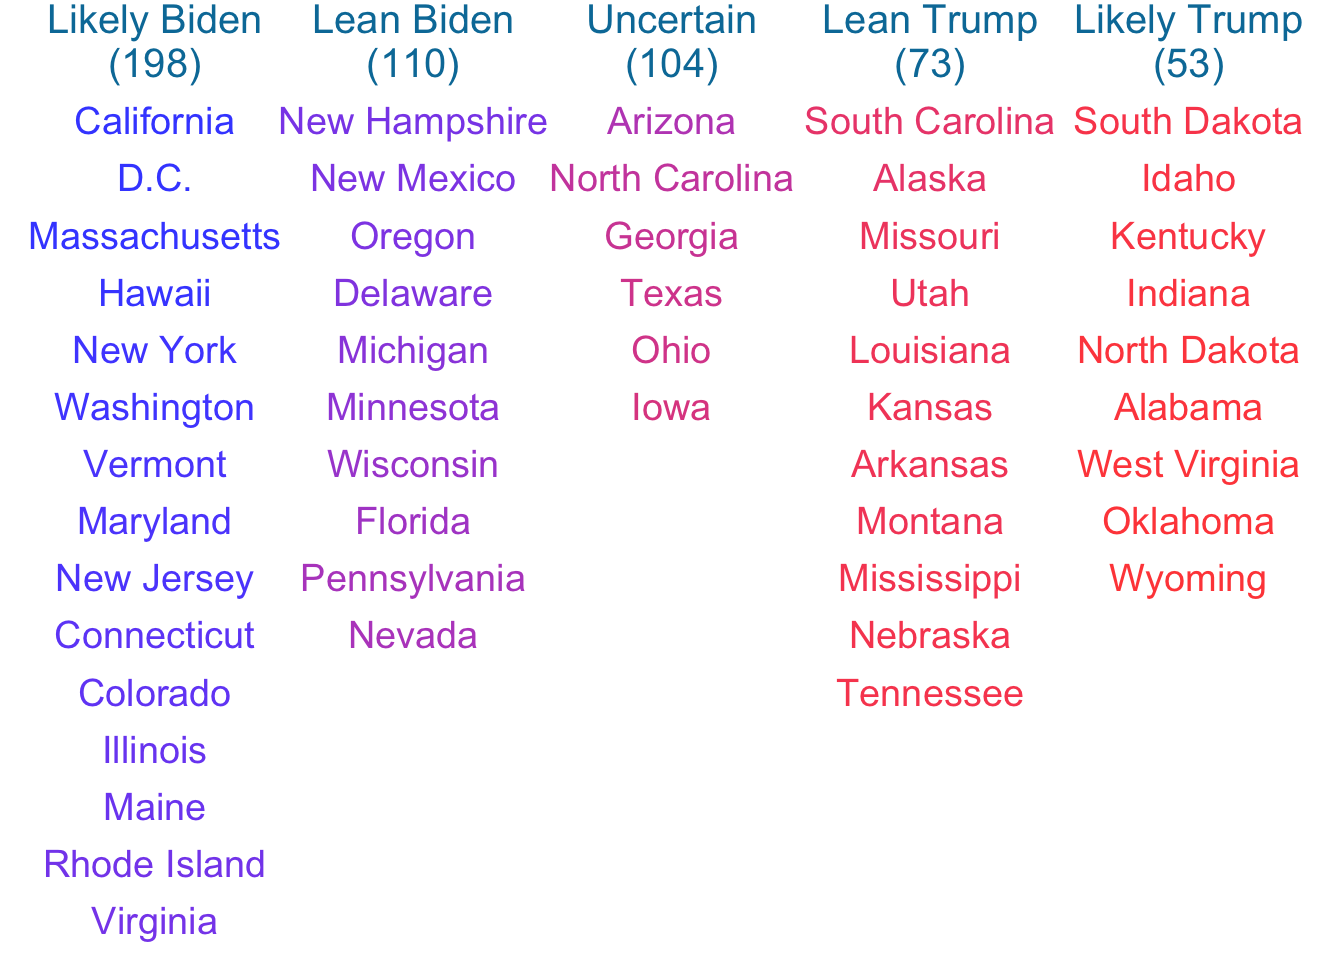 Likely Biden Lean Biden Uncertain Lean Trump Likely Trump
(198) (110) (104) (73) (53)
California New Hampshire Arizona South Carolina South Dakota
D.C. New Mexico North Carolina Alaska Idaho
Massachusetts Oregon Georgia Missouri Kentucky
Hawaii Delaware Texas Utah Indiana
New York Michigan Ohio Louisiana North Dakota
Washington Minnesota Iowa Kansas Alabama
Vermont Wisconsin Arkansas West Virginia
Maryland Florida Montana Oklahoma
New Jersey Pennsylvania Mississippi Wyoming
Connecticut Nevada Nebraska
Colorado Tennessee
Illinois
Maine
Rhode Island
Virginia